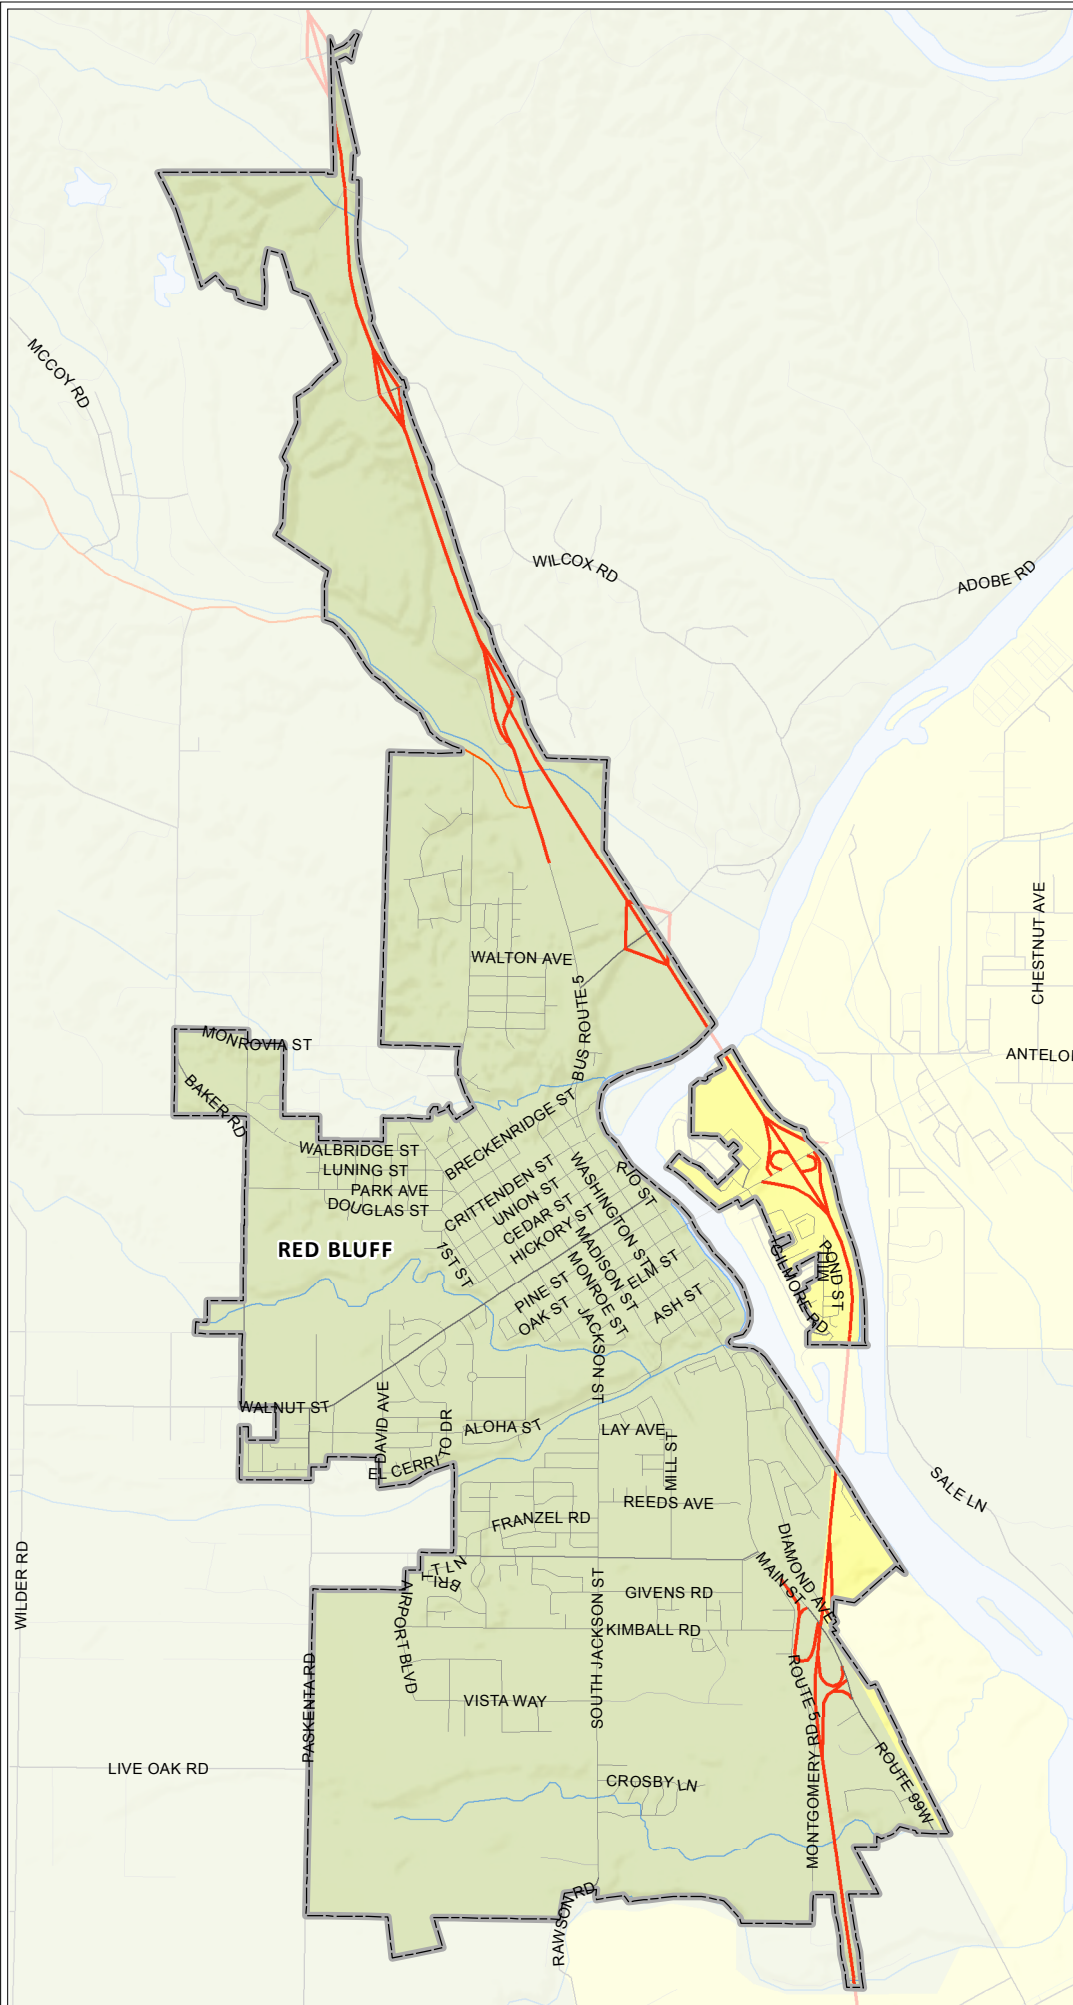 MCCOY RD
WILCOX RD
ADOBE RD
CHESTNUT AVE
WALTON AVE
BUS ROUTE 5
MONROVIA ST
ANTELO
BAKER RD
BRECKENRIDGE ST
WALBRIDGE ST
LUNING ST
PARK AVE
DOUGLAS ST
CRITTENDEN ST
UNION ST
CEDAR ST
HICKORY ST
WASHINGTON ST
RIO ST
RED BLUFF
1ST ST
MADISON ST
MONROE ST
ELM ST
PINE ST
OAK ST
ASH ST
JACKSON ST
GILMORE RD
POND ST
WALNUT ST
DAVID AVE
EL CERRITO DR
ALOHA ST
LAY AVE
MILL ST
REEDS AVE
FRANZEL RD
SALE LN
DIAMOND AVE
MAIN ST
WILDER RD
BRITT LN
AIRPORT BLVD
GIVENS RD
KIMBALL RD
SOUTH JACKSON ST
PASKENTA RD
VISTA WAY
ROUTE 5
MONTGOMERY RD
ROUTE 99W
LIVE OAK RD
CROSBY LN
RAWSON RD